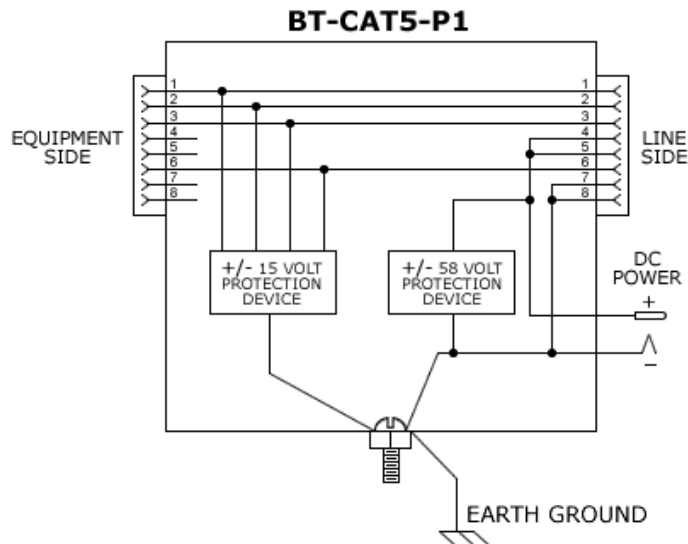 BT-CAT5-P1
EQUIPMENT
SIDE
1
2
3
4
5
6
7
8
1
2
3
4
5
6
7
8
LINE
SIDE
+/- 15 VOLT
PROTECTION
DEVICE
+/- 58 VOLT
PROTECTION
DEVICE
DC
POWER
+
-
EARTH GROUND